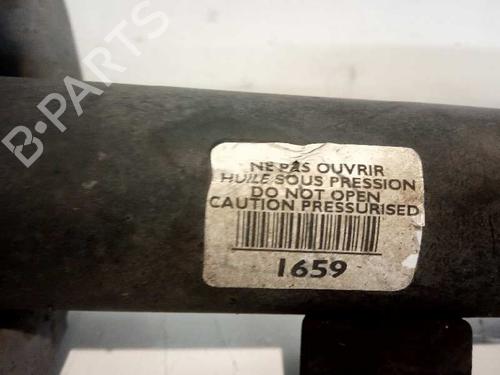 B-PARTS
NE PAS OUVRIR
HUILE SOUS PRESSION
DO NOT OPEN
CAUTION PRESSURISED
1659